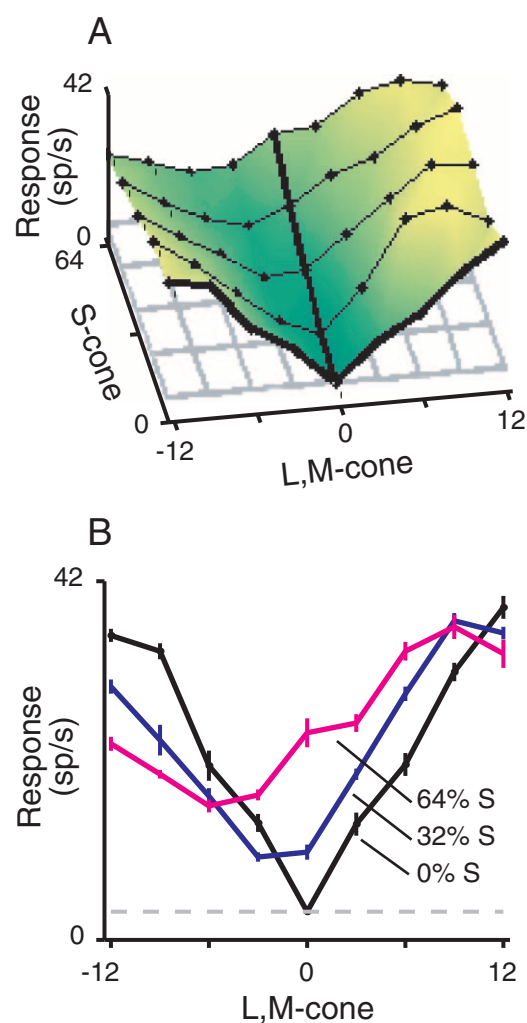 A
42
Response
(sp/s)
0
64
S-cone
0
-12
0
12
L,M-cone
B
42
Response
(sp/s)
64% S
32% S
0% S
0
-12
0
12
L,M-cone